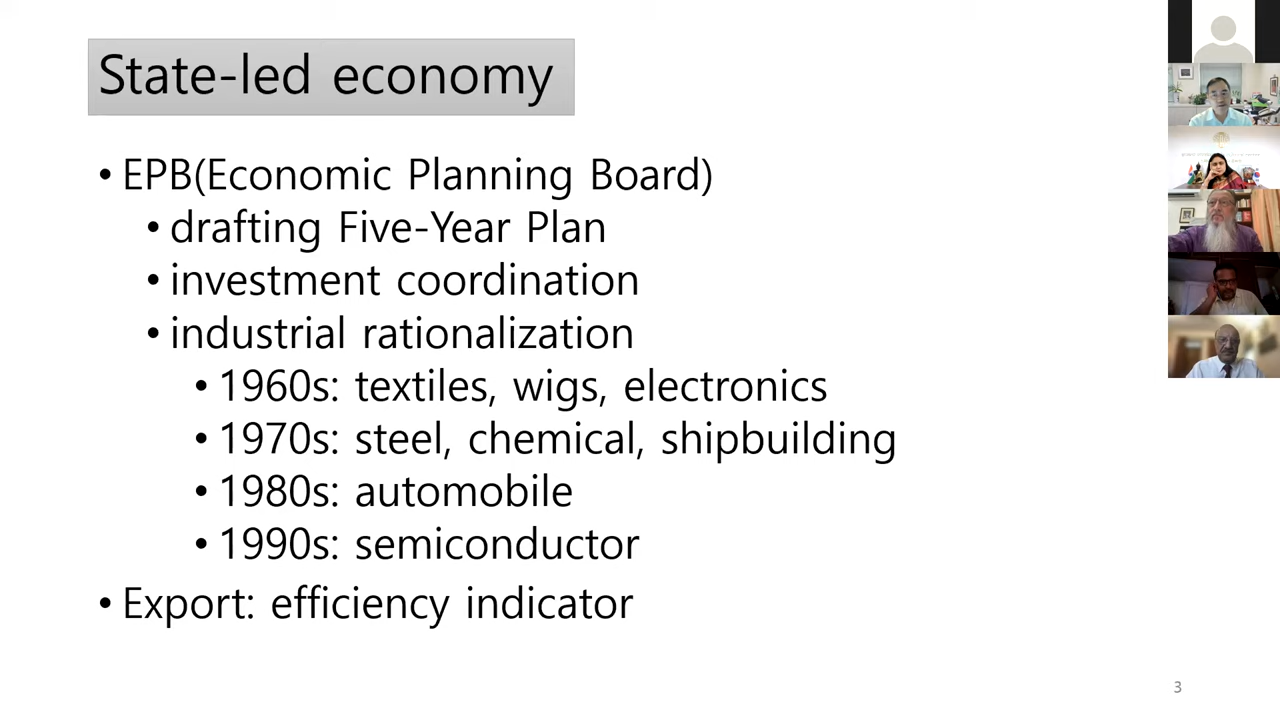 State-led economy
• EPB(Economic Planning Board)
• drafting Five-Year Plan
• investment coordination
• industrial rationalization
• 1960s: textiles, wigs, electronics
• 1970s: steel, chemical, shipbuilding
• 1980s: automobile
• 1990s: semiconductor
• Export: efficiency indicator
3